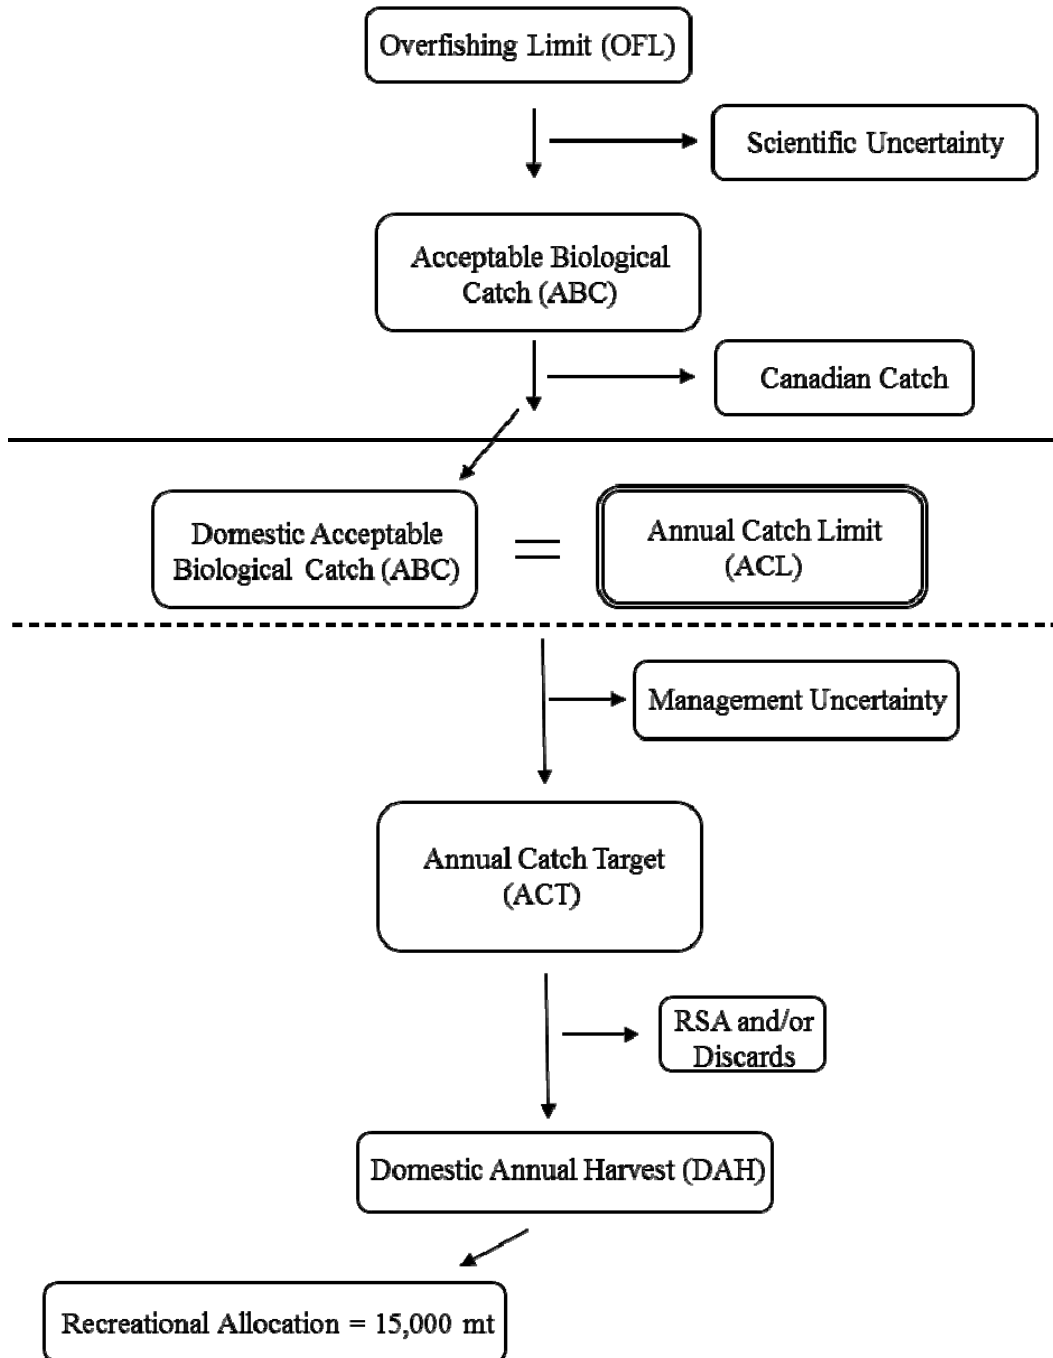 Overfishing Limit (OFL)
Scientific Uncertainty
Acceptable Biological
Catch (ABC)
Canadian Catch
Domestic Acceptable
Biological Catch (ABC)
=
Annual Catch Limit
(ACL)
Management Uncertainty
Annual Catch Target
(ACT)
RSA and/or
Discards
Domestic Annual Harvest (DAH)
Recreational Allocation = 15,000 mt